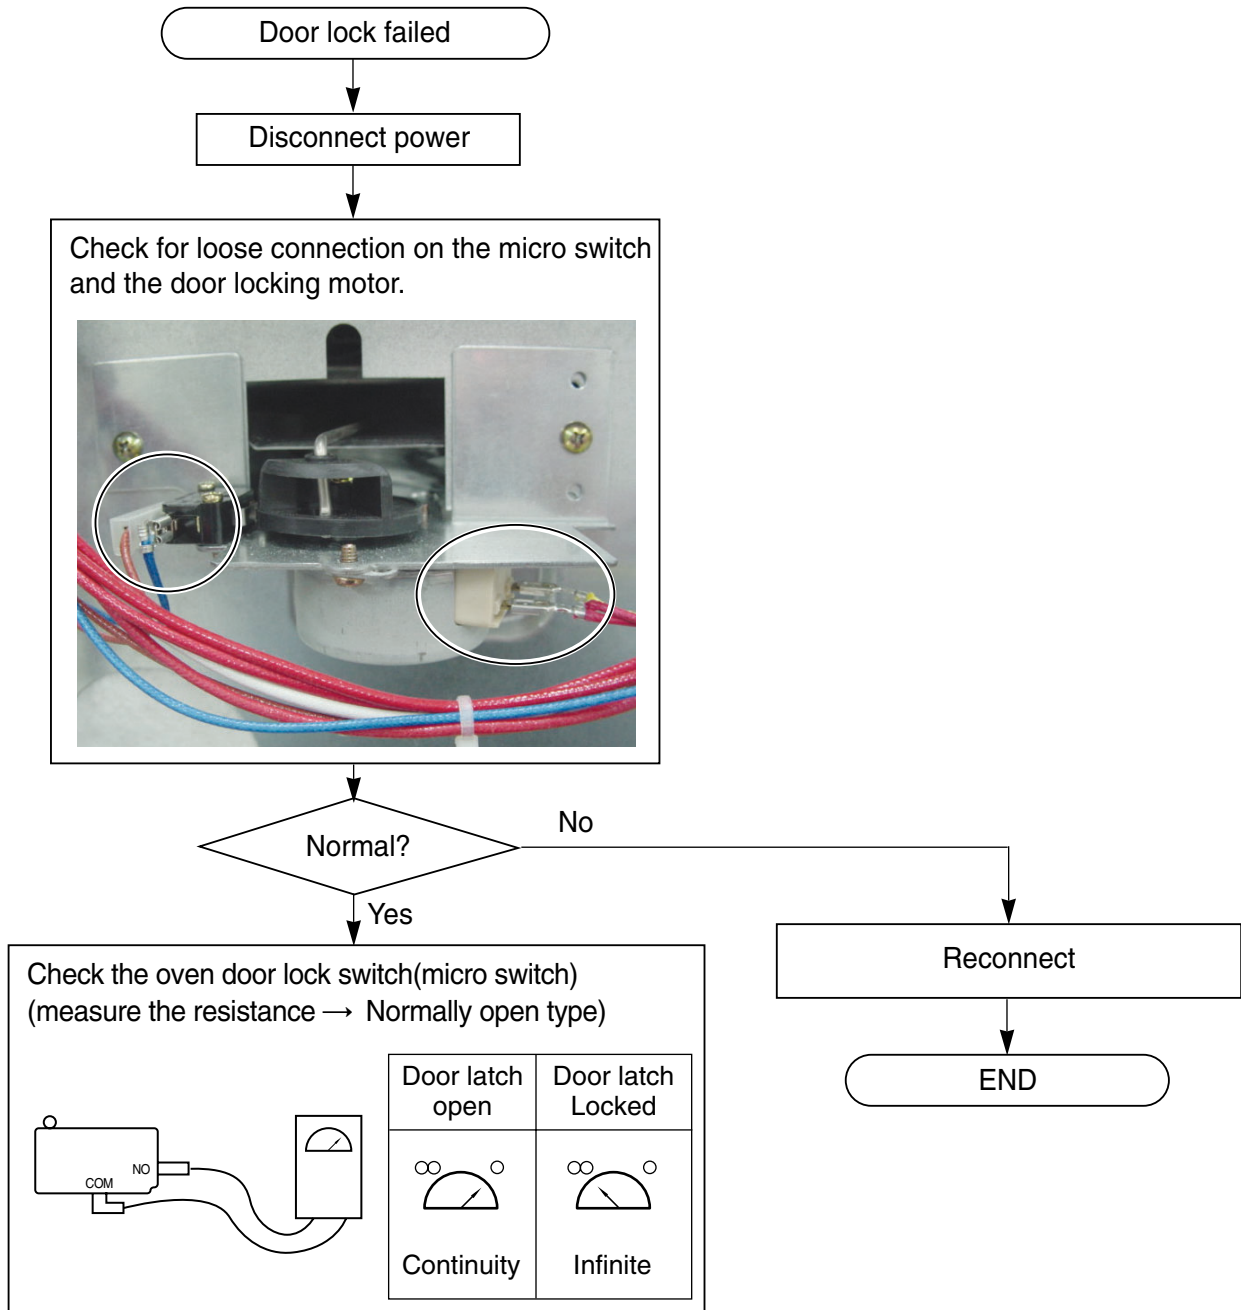 Door lock failed
Disconnect power
Check for loose connection on the micro switch
and the door locking motor.
Normal?
No
Yes
Reconnect
END
Check the oven door lock switch(micro switch)
(measure the resistance → Normally open type)
NO
COM
Door latch
open
Door latch
Locked
Continuity
Infinite